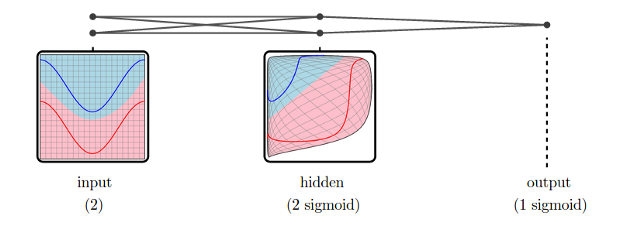 input
(2)
hidden
(2 sigmoid)
output
(1 sigmoid)